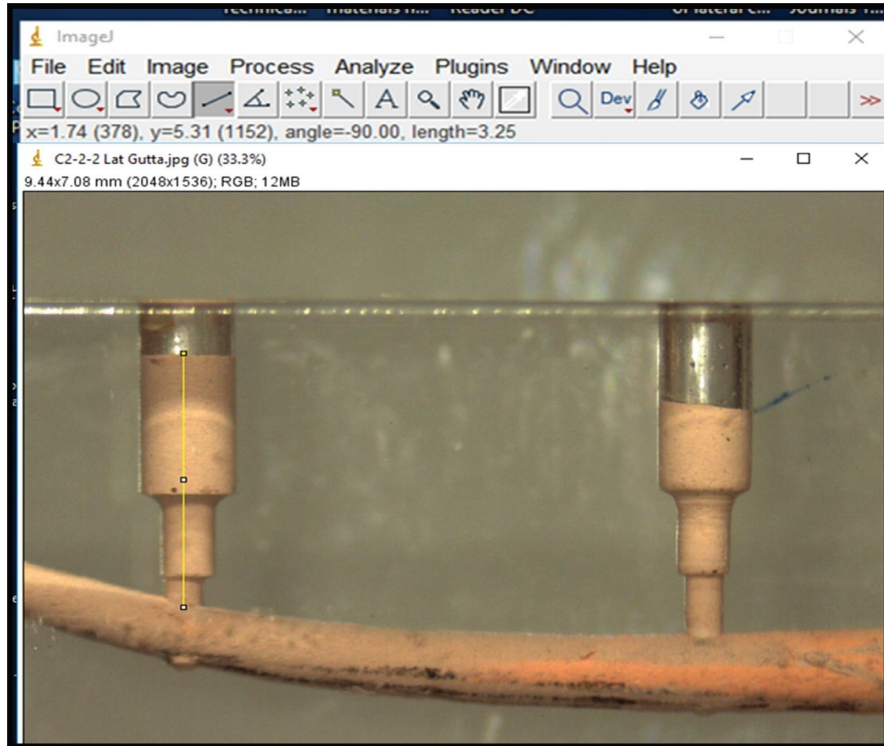 ImageJ
File Edit Image Process Analyze Plugins Window Help
A Dev >>
x=1.74 (378), y=5.31 (1152), angle=-90.00, length=3.25
C2-2-2 Lat Gutta.jpg (G) (33.3%)
9.44x7.08 mm (2048x1536); RGB; 12MB